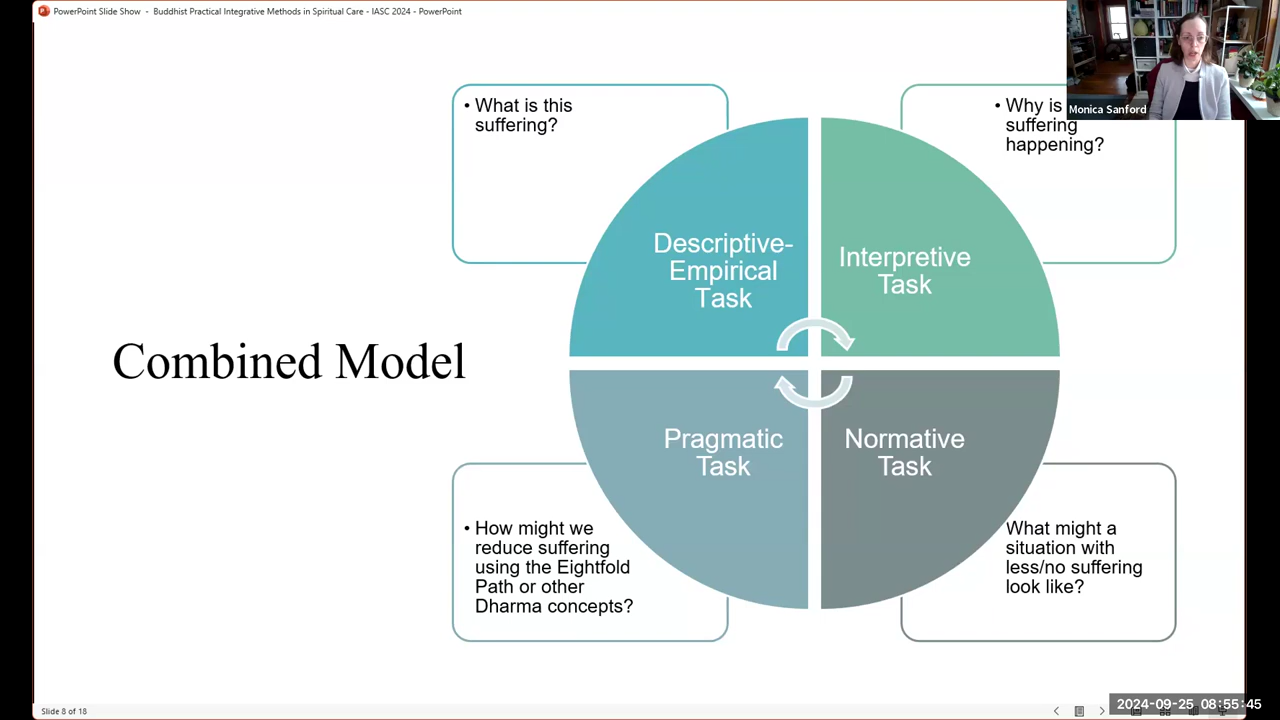 PowerPoint Slide Show - Buddhist Practical Integrative Methods in Spiritual Care - IASC 2024 - PowerPoint
Monica Sanford
• What is this
suffering?
• Why is
suffering
happening?
Descriptive-
Empirical
Task
Interpretive
Task
Combined Model
Pragmatic
Task
Normative
Task
• How might we
reduce suffering
using the Eightfold
Path or other
Dharma concepts?
What might a
situation with
less/no suffering
look like?
Slide 8 of 18
2024-09-25 08:55:45